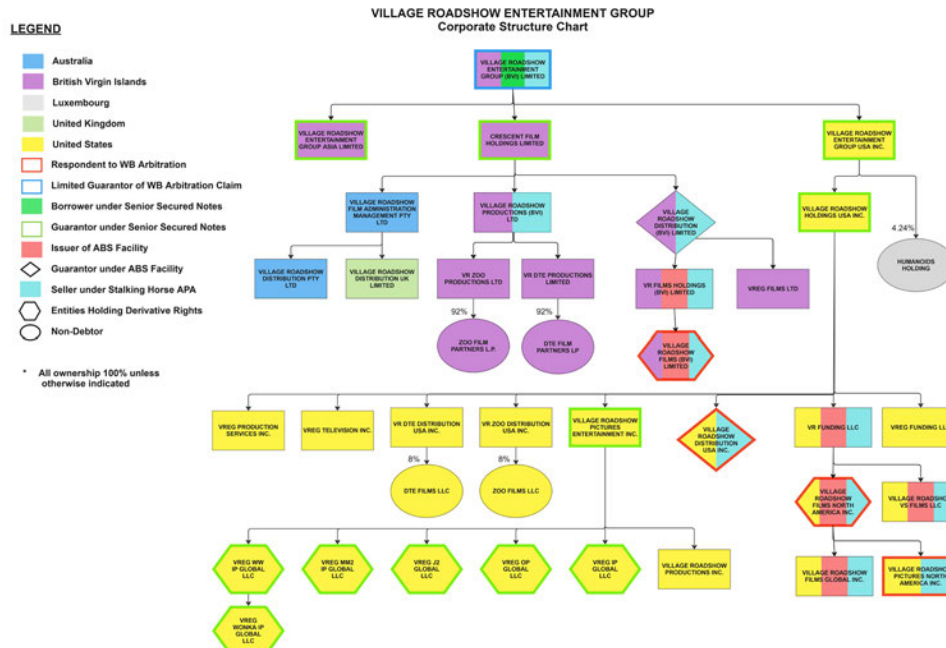 VILLAGE ROADSHOW ENTERTAINMENT GROUP
Corporate Structure Chart
LEGEND
Australia
British Virgin Islands
Luxembourg
United Kingdom
United States
Respondent to WB Arbitration
Limited Guarantor of WB Arbitration Claim
Borrower under Senior Secured Notes
Guarantor under Senior Secured Notes
Issuer of ABS Facility
Guarantor under ABS Facility
Seller under Stalking Horse APA
Entities Holding Derivative Rights
Non-Debtor
* All ownership 100% unless
otherwise indicated
VILLAGE ROADSHOW
ENTERTAINMENT
GROUP (BVI) LIMITED
VILLAGE ROADSHOW
ENTERTAINMENT
GROUP ASIA LIMITED
CRESCENT FILM
HOLDINGS LIMITED
VILLAGE ROADSHOW
ENTERTAINMENT
GROUP USA INC.
VILLAGE ROADSHOW
FILM ADMINISTRATION
MANAGEMENT PTY
LTD
VILLAGE ROADSHOW
PRODUCTIONS (BVI)
LTD
VILLAGE
ROADSHOW
DISTRIBUTION
(BVI) LIMITED
VILLAGE ROADSHOW
HOLDINGS USA INC.
4.24%
HUMANOIDS
HOLDING
VILLAGE ROADSHOW
DISTRIBUTION PTY
LTD
VILLAGE ROADSHOW
DISTRIBUTION UK
LIMITED
VR ZOO
PRODUCTIONS LTD
VR DTE PRODUCTIONS
LIMITED
VR FILMS HOLDINGS
(BVI) LIMITED
VREG FILMS LTD
92%
92%
ZOO FILM
PARTNERS L.P.
DTE FILM
PARTNERS LP
VILLAGE
ROADSHOW
FILMS (BVI)
LIMITED
VREG PRODUCTION
SERVICES INC.
VREG TELEVISION INC.
VR DTE DISTRIBUTION
USA INC.
VR ZOO DISTRIBUTION
USA INC.
VILLAGE ROADSHOW
PICTURES
ENTERTAINMENT INC.
VILLAGE
ROADSHOW
DISTRIBUTION
USA INC.
VR FUNDING LLC
VREG FUNDING LL
8%
8%
DTE FILMS LLC
ZOO FILMS LLC
VILLAGE
ROADSHOW
FILMS NORTH
AMERICA INC.
VILLAGE ROADSHO
VS FILMS LLC
VREG WW
IP GLOBAL
LLC
VREG MM2
IP GLOBAL
LLC
VREG J2
GLOBAL
LLC
VREG OP
GLOBAL
LLC
VREG IP
GLOBAL
LLC
VILLAGE ROADSHOW
PRODUCTIONS INC.
VILLAGE ROADSHOW
FILMS GLOBAL INC.
VILLAGE ROADSHO
PICTURES NORTH
AMERICA INC.
VREG
WONKA IP
GLOBAL
LLC